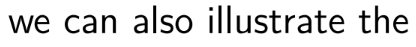 we can also illustrate the